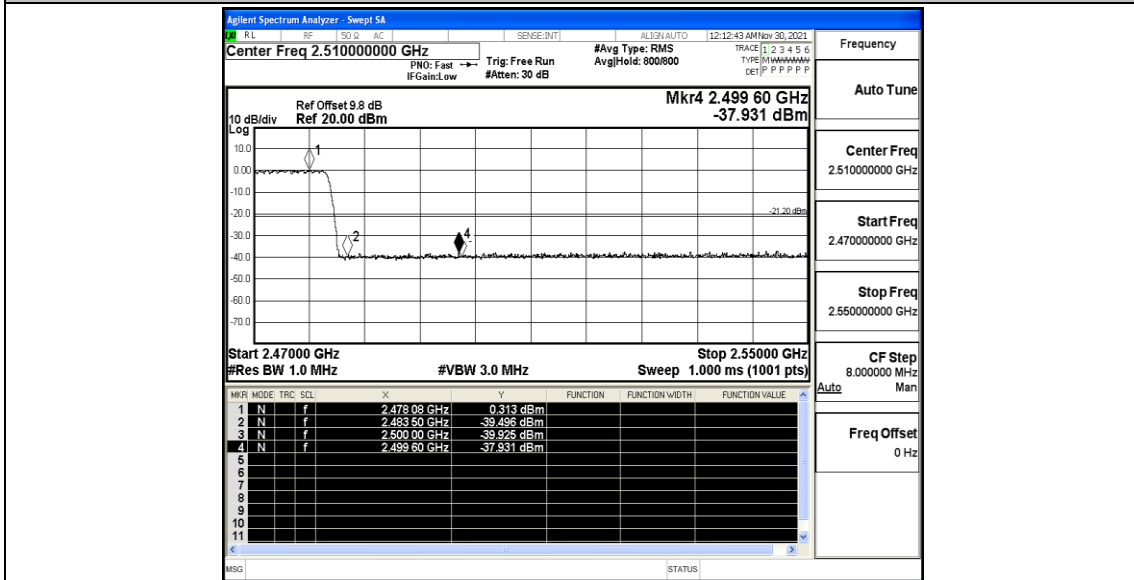 Agilent Spectrum Analyzer - Swept SA
RL RF 50 Ω AC SENSE:INT ALIGNAUTO 12:12:43 AM Nov 30, 2021
Center Freq 2.510000000 GHz
#Avg Type: RMS
TRACE 1 2 3 4 5 6
PNO: Fast
Trig: Free Run
Avg|Hold: 800/800
TYPE M
IFGain:Low
#Atten: 30 dB
DET P P P P P P
Mkr4 2.499 60 GHz
-37.931 dBm
Ref Offset 9.8 dB
10 dB/div Ref 20.00 dBm
Log
10.0
0.00
-10.0
-20.0
-30.0
-40.0
-50.0
-60.0
-70.0
1
2
4
-21.20 dBm
Start 2.47000 GHz
Stop 2.55000 GHz
#Res BW 1.0 MHz
#VBW 3.0 MHz
Sweep 1.000 ms (1001 pts)
MKR MODE TRC SCL X Y FUNCTION FUNCTION WIDTH FUNCTION VALUE
1 N f 2.478 08 GHz 0.313 dBm
2 N f 2.483 50 GHz -39.496 dBm
3 N f 2.500 00 GHz -39.925 dBm
4 N f 2.499 60 GHz -37.931 dBm
5
6
7
8
9
10
11
MSG
STATUS
Frequency
Auto Tune
Center Freq
2.510000000 GHz
Start Freq
2.470000000 GHz
Stop Freq
2.550000000 GHz
CF Step
8.000000 MHz
Auto Man
Freq Offset
0 Hz